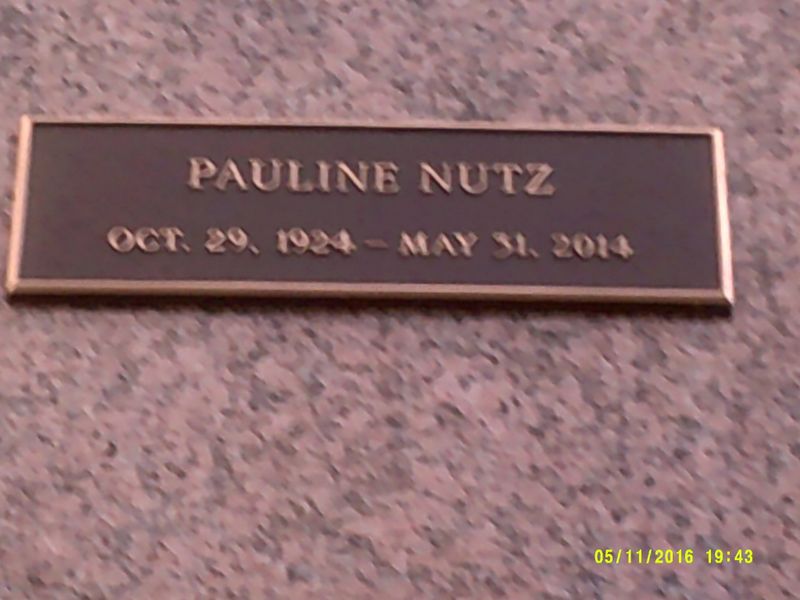 PAULINE NUTZ
OCT. 29, 1924 – MAY 31, 2014
05/11/2016 19:43